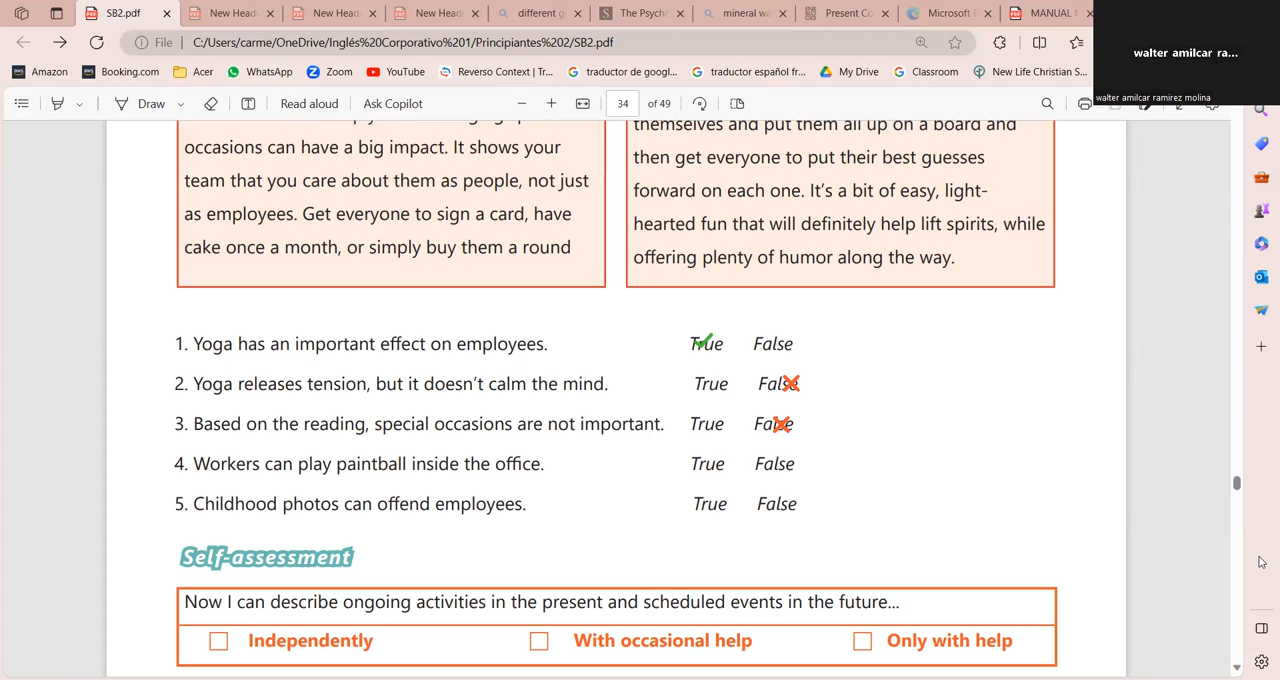 SB2.pdf
New Headw
New Head
New Head
different g
The Psych
mineral wa
Present Co
Microsoft E
MANUAL
walter amilcar ra...
walter amilcar ramirez molina
File C:/Users/carme/OneDrive/Inglés%20Corporativo%201/Principiantes%202/SB2.pdf
Amazon
Booking.com
Acer
WhatsApp
Zoom
YouTube
Reverso Context | Tr...
traductor de googl...
traductor español fr...
My Drive
Classroom
New Life Christian S...
Draw
Read aloud
Ask Copilot
34 of 49
occasions can have a big impact. It shows your
team that you care about them as people, not just
as employees. Get everyone to sign a card, have
cake once a month, or simply buy them a round
themselves and put them all up on a board and
then get everyone to put their best guesses
forward on each one. It's a bit of easy, light-
hearted fun that will definitely help lift spirits, while
offering plenty of humor along the way.
1. Yoga has an important effect on employees. True False
2. Yoga releases tension, but it doesn't calm the mind. True False
3. Based on the reading, special occasions are not important. True False
4. Workers can play paintball inside the office. True False
5. Childhood photos can offend employees. True False
Self-assessment
Now I can describe ongoing activities in the present and scheduled events in the future...
Independently
With occasional help
Only with help